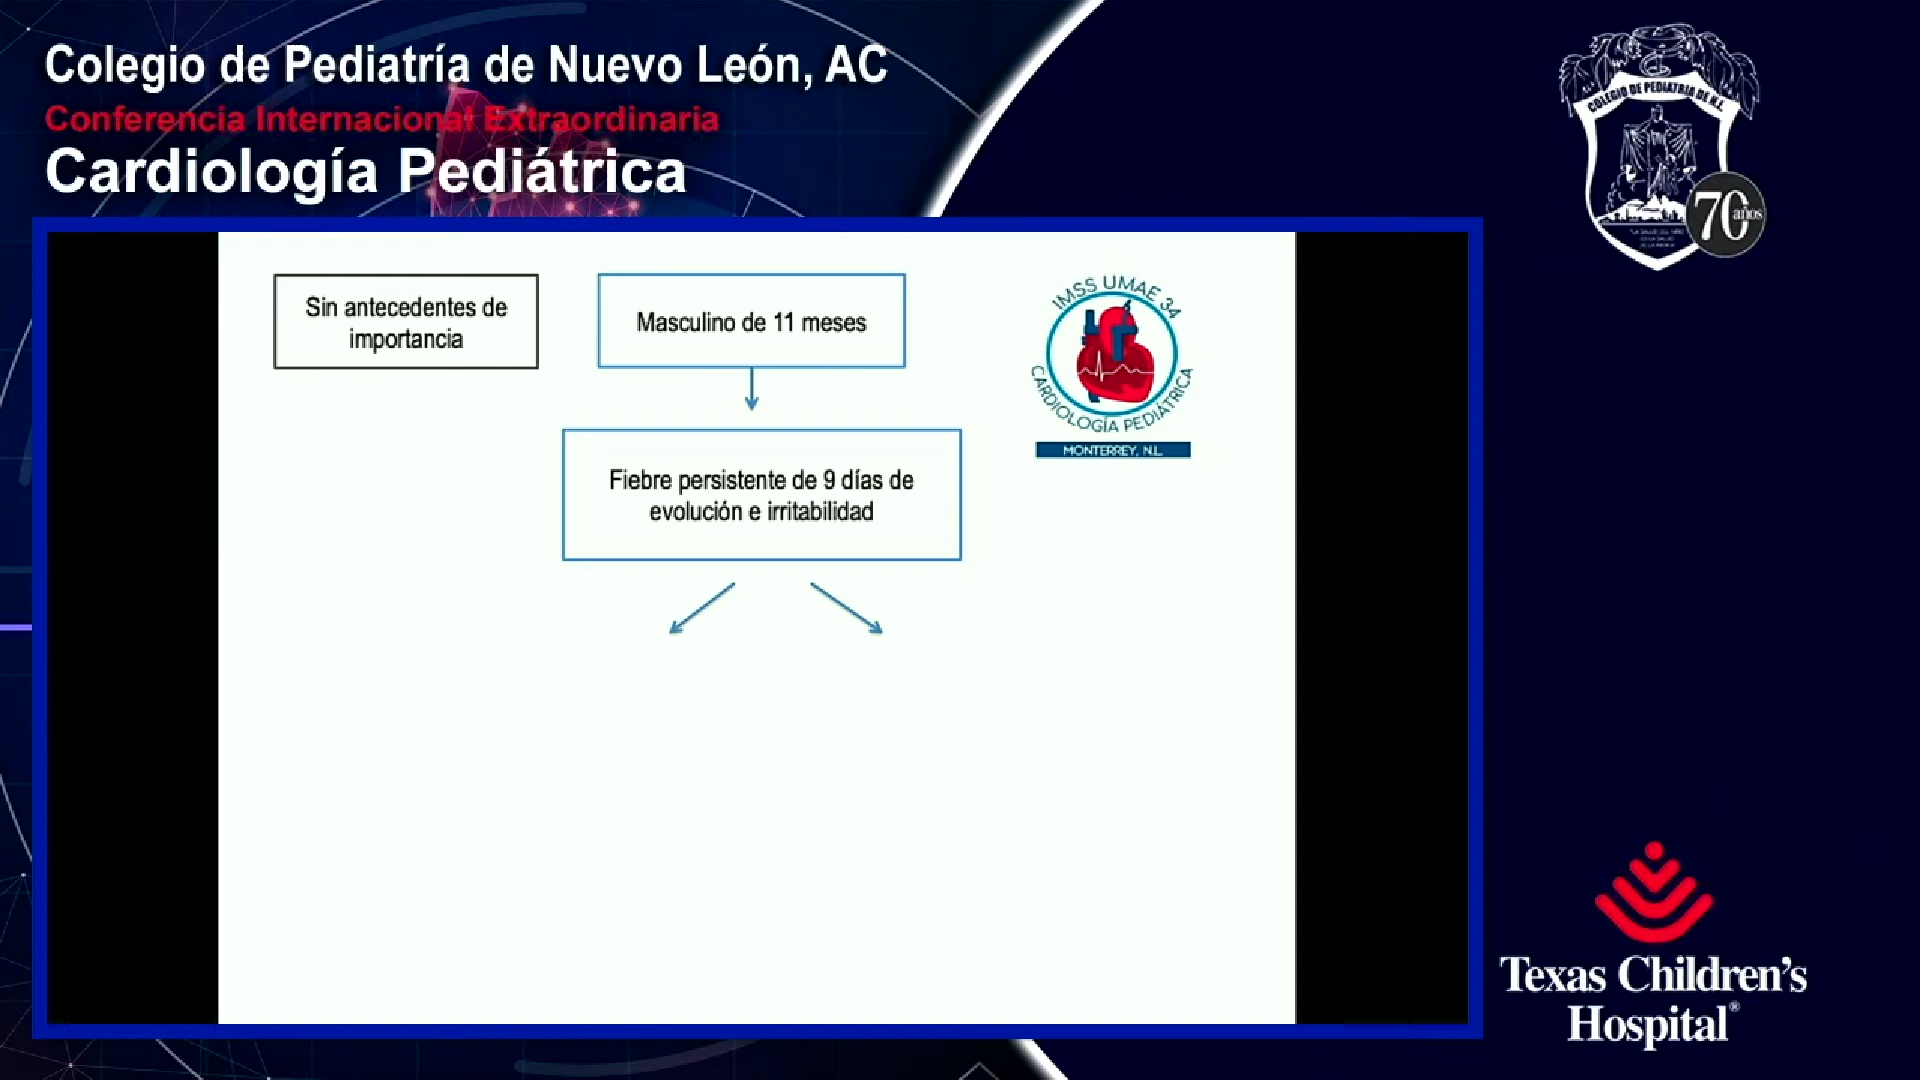 Colegio de Pediatría de Nuevo León, AC
Conferencia Internacional Extraordinaria
Cardiología Pediátrica
COLEGIO DE PEDIATRIA DE N.L.
70 años
Sin antecedentes de
importancia
Masculino de 11 meses
IMSS UMAE 34
CARDIOLOGÍA PEDIÁTRICA
MONTERREY, N.L.
Fiebre persistente de 9 días de
evolución e irritabilidad
Texas Children's
Hospital®